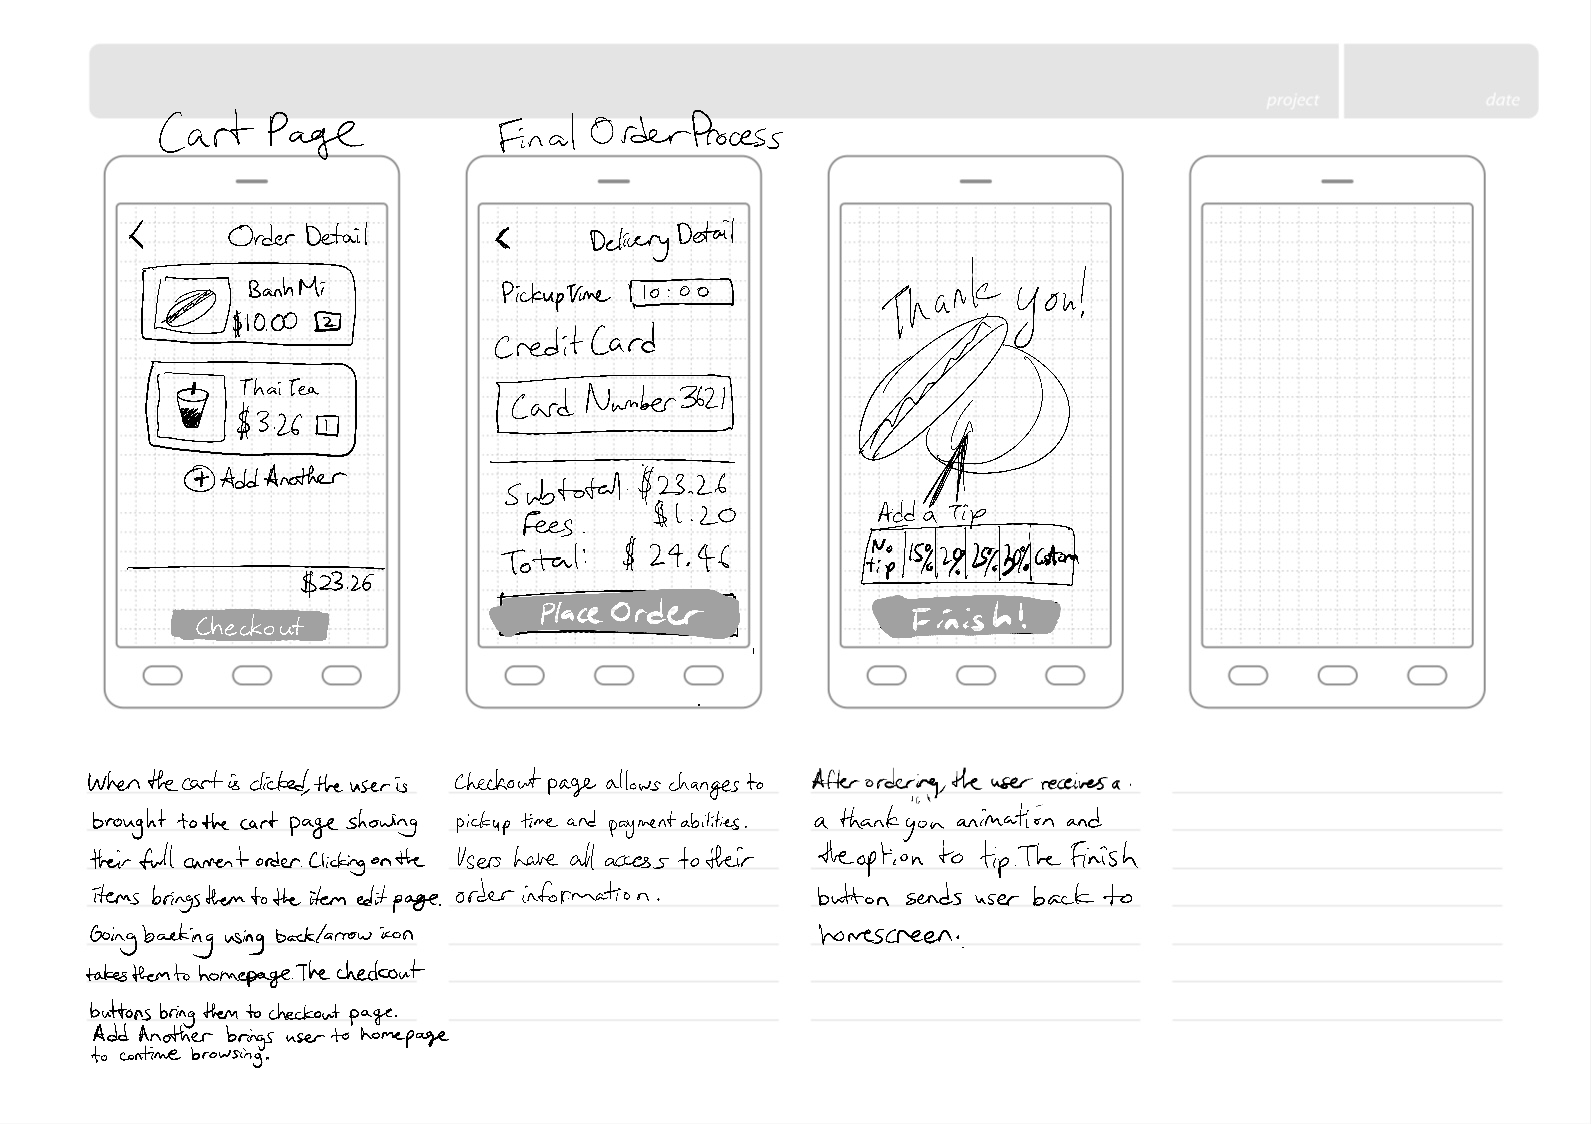 project
date
Cart Page
Final Order Process
< Order Detail
Banh Mi
$10.00 2
Thai Tea
$3.26 1
+ Add Another
$23.26
Checkout
< Delivery Detail
Pickup Time 10:00
Credit Card
Card Number 3621
Subtotal: $23.26
Fees: $1.20
Total: $24.46
Place Order
Thank you!
Add a Tip
No tip 15% 20% 25% 30% Custom
Finish!
When the cart is clicked, the user is
brought to the cart page showing
their full current order. Clicking on the
items brings them to the item edit page.
Going backing using back/arrow icon
takes them to homepage. The checkout
buttons bring them to checkout page.
Add Another brings user to homepage
to continue browsing.
Checkout page allows changes to
pickup time and payment abilities.
Users have all access to their
order information.
After ordering, the user receives a
a thank you animation and
the option to tip. The Finish
button sends user back to
homescreen.